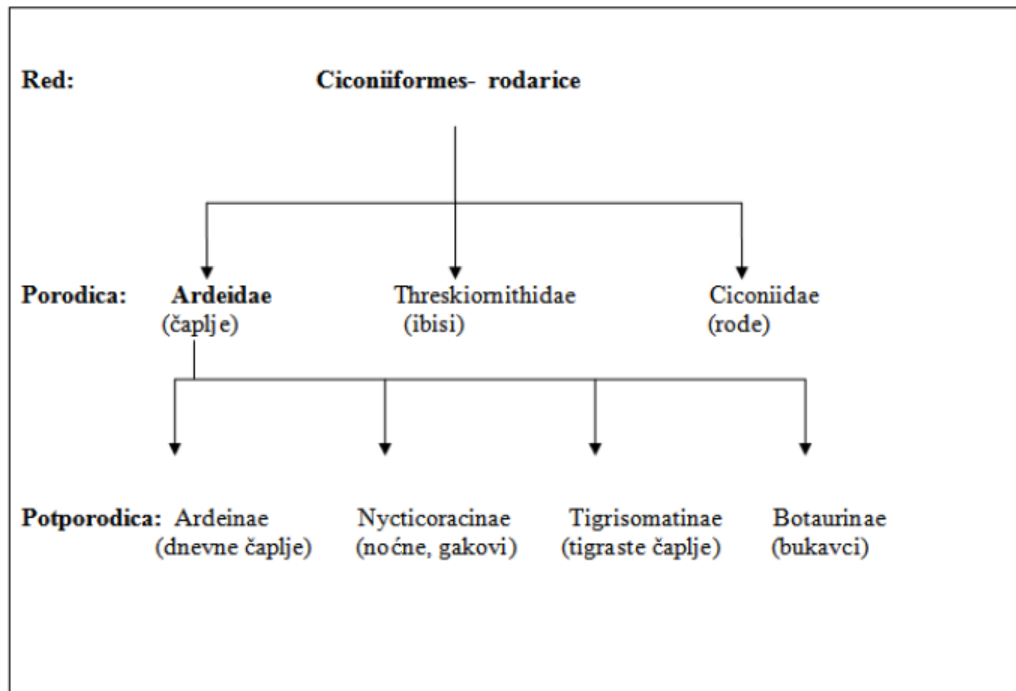 Red: Ciconiiformes- rodarice
Porodica: Ardeidae Threskiornithidae Ciconiidae
(čaplje) (ibisi) (rode)
Potporodica: Ardeinae Nycticoracinae Tigrisomatinae Botaurinae
(dnevne čaplje) (noćne, gakovi) (tigraste čaplje) (bukavci)